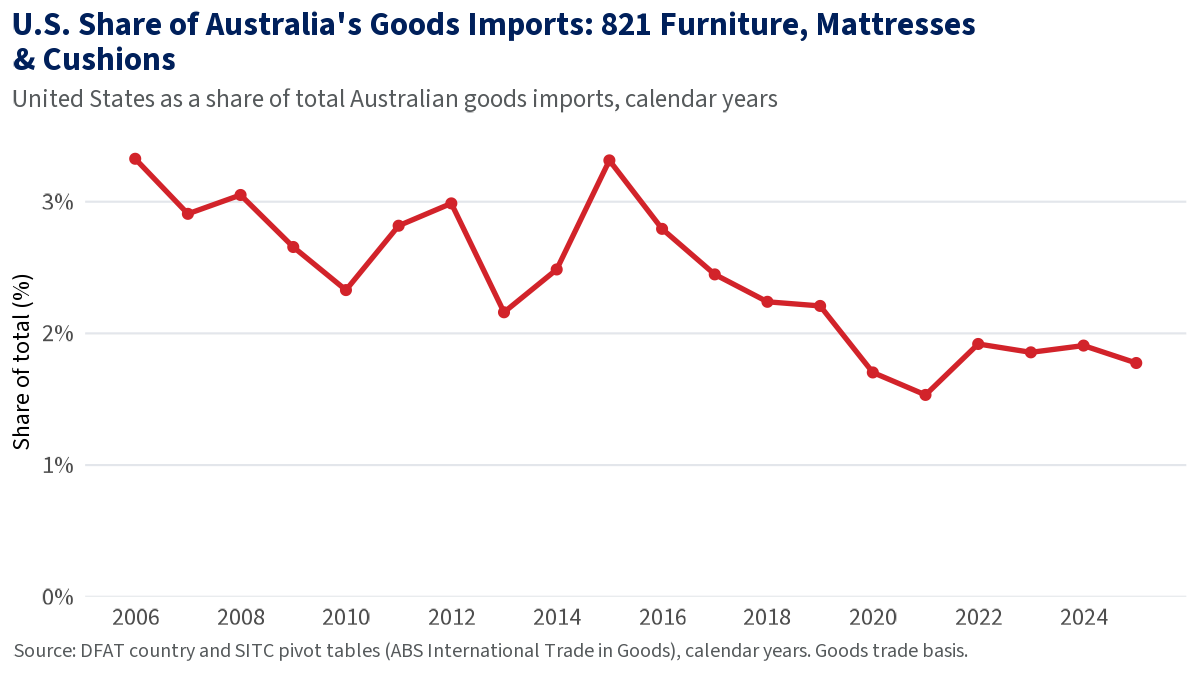 U.S. Share of Australia's Goods Imports: 821 Furniture, Mattresses
& Cushions
United States as a share of total Australian goods imports, calendar years
Share of total (%)
3%
2%
1%
0%
2006 2008 2010 2012 2014 2016 2018 2020 2022 2024
Source: DFAT country and SITC pivot tables (ABS International Trade in Goods), calendar years. Goods trade basis.